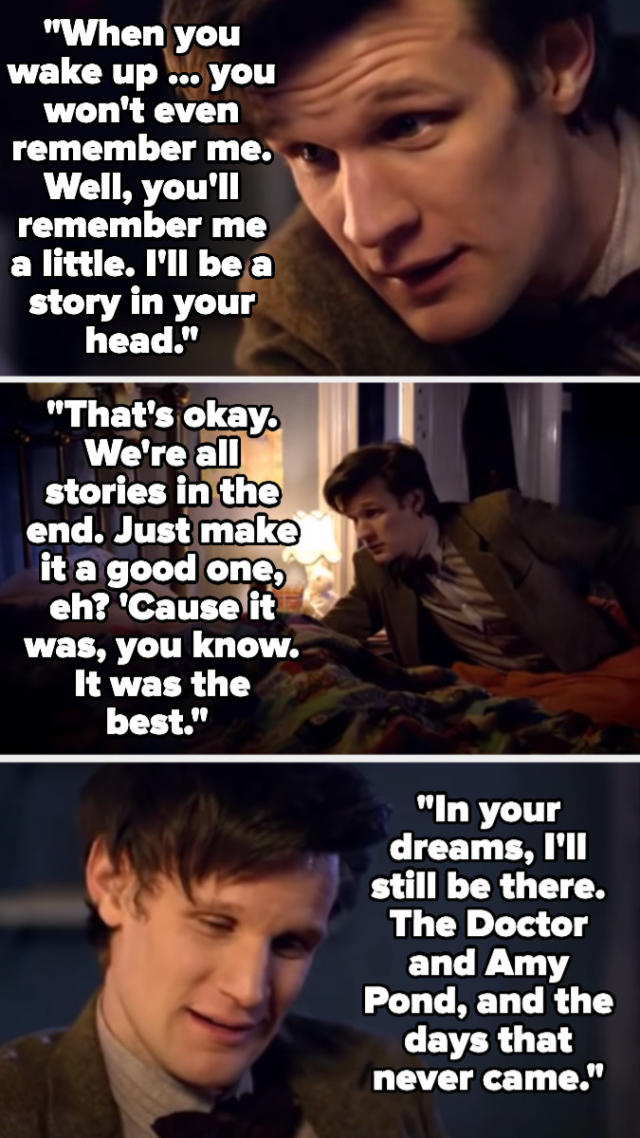 "When you
wake up ... you
won't even
remember me.
Well, you'll
remember me
a little. I'll be a
story in your
head."
"That's okay.
We're all
stories in the
end. Just make
it a good one,
eh? 'Cause it
was, you know.
It was the
best."
"In your
dreams, I'll
still be there.
The Doctor
and Amy
Pond, and the
days that
never came."